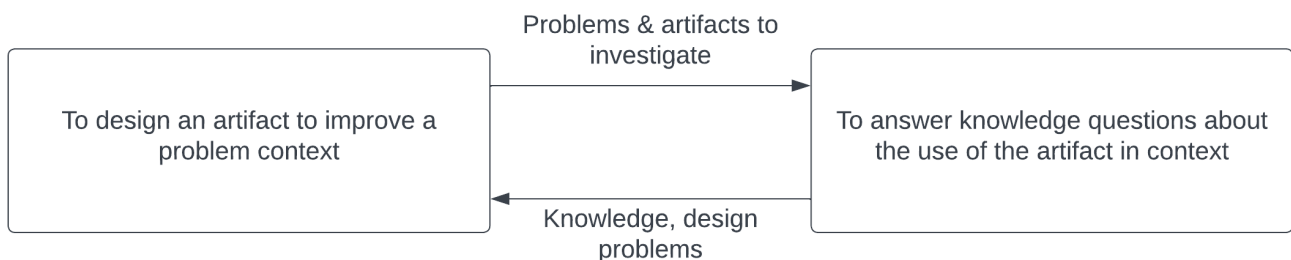 Problems & artifacts to
investigate
To design an artifact to improve a
problem context
To answer knowledge questions about
the use of the artifact in context
Knowledge, design
problems